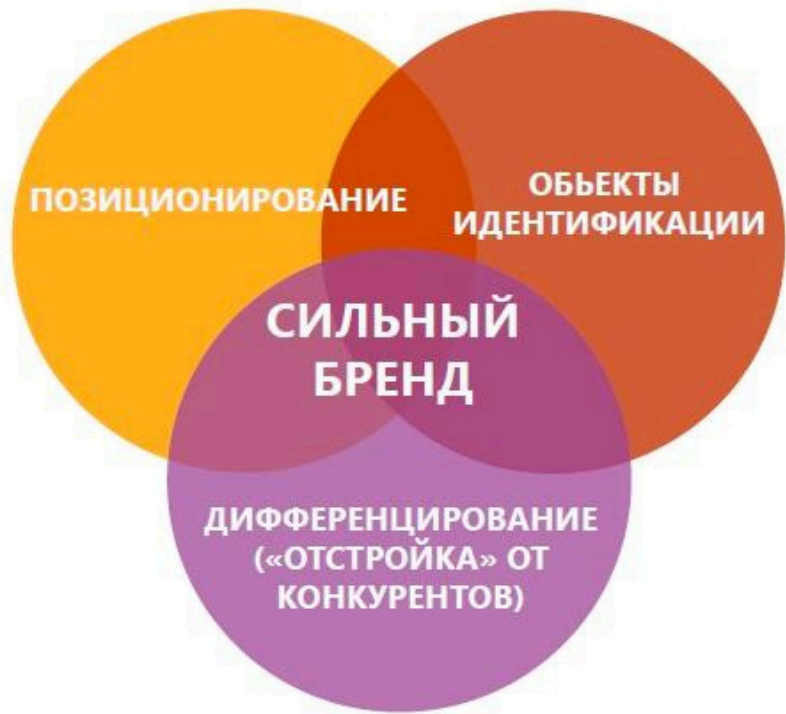 ПОЗИЦИОНИРОВАНИЕ
ОБЬЕКТЫ
ИДЕНТИФИКАЦИИ
СИЛЬНЫЙ
БРЕНД
ДИФФЕРЕНЦИРОВАНИЕ
(«ОТСТРОЙКА» ОТ
КОНКУРЕНТОВ)